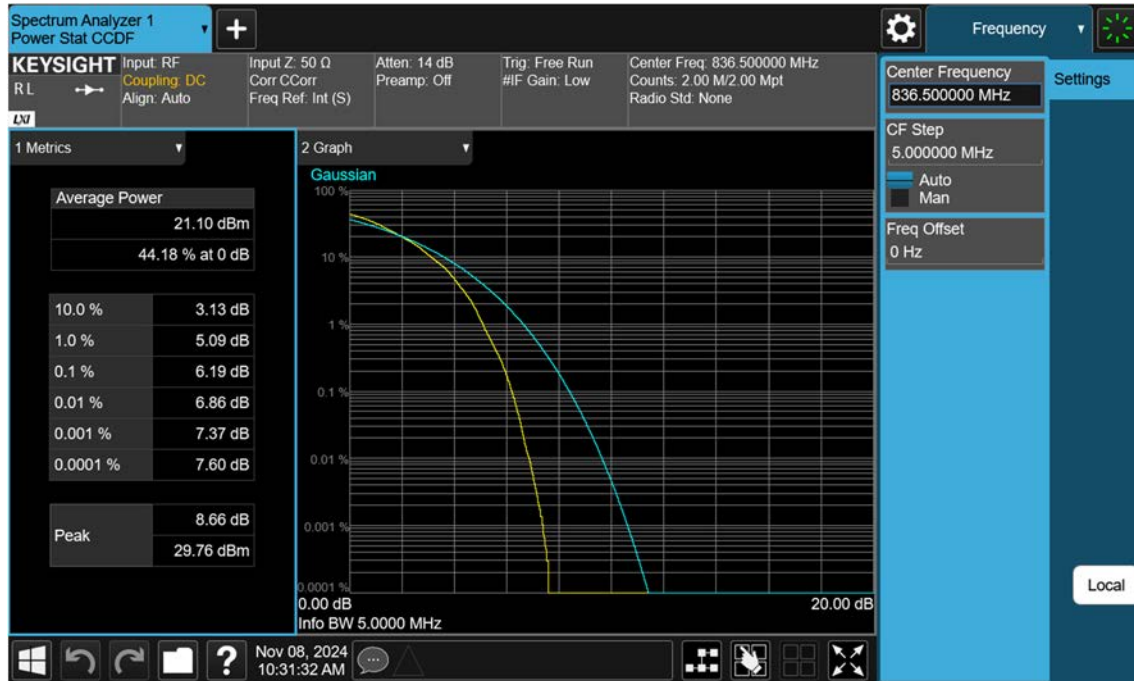 Spectrum Analyzer 1
Power Stat CCDF
+
Frequency
KEYSIGHT
RL
LXI
Input: RF
Coupling: DC
Align: Auto
Input Z: 50 Ω
Corr CCorr
Freq Ref: Int (S)
Atten: 14 dB
Preamp: Off
Trig: Free Run
#IF Gain: Low
Center Freq: 836.500000 MHz
Counts: 2.00 M/2.00 Mpt
Radio Std: None
Center Frequency
836.500000 MHz
Settings
CF Step
5.000000 MHz
Auto
Man
Freq Offset
0 Hz
Local
1 Metrics
Average Power
21.10 dBm
44.18 % at 0 dB
10.0 % 3.13 dB
1.0 % 5.09 dB
0.1 % 6.19 dB
0.01 % 6.86 dB
0.001 % 7.37 dB
0.0001 % 7.60 dB
Peak
8.66 dB
29.76 dBm
2 Graph
Gaussian
100 %
10 %
1 %
0.1 %
0.01 %
0.001 %
0.0001 %
0.00 dB 20.00 dB
Info BW 5.0000 MHz
?
Nov 08, 2024
10:31:32 AM